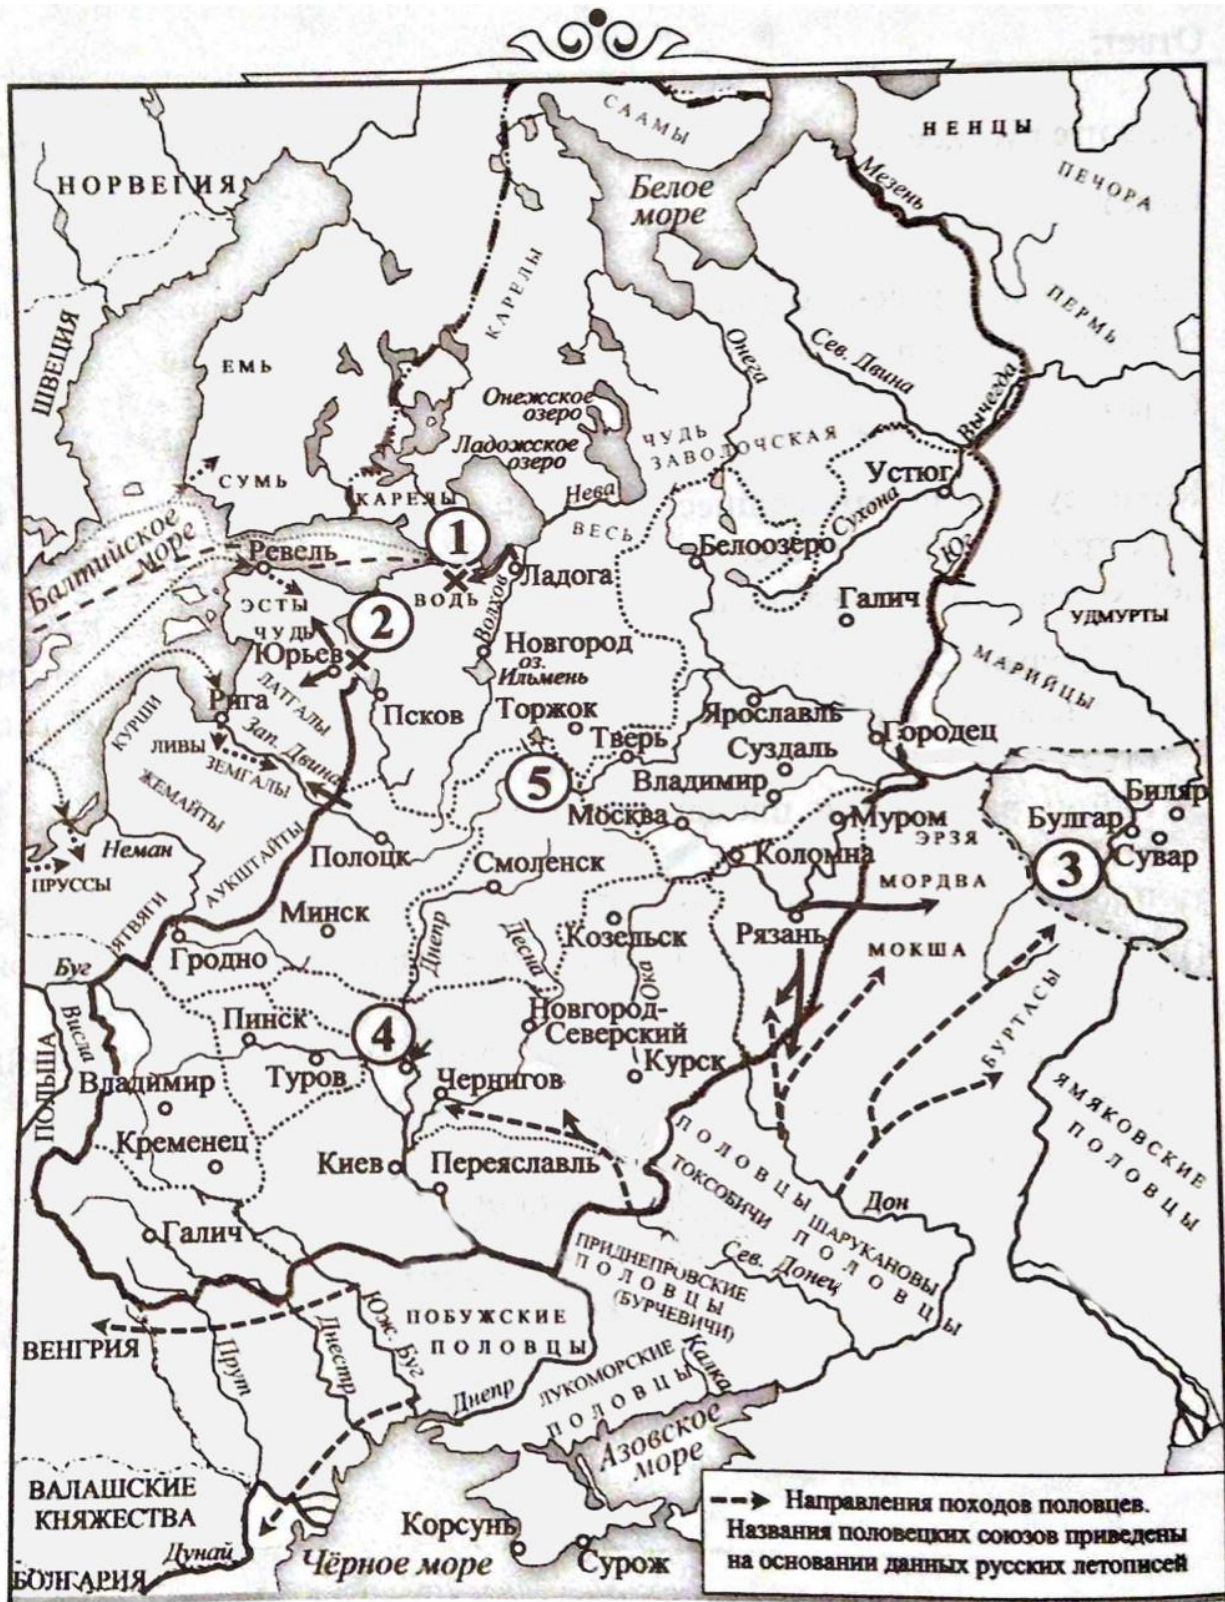 Ответ:
НЕНЦЫ
СААМЫ
ПЕЧОРА
НОРВЕГИЯ
Белое
море
Мезень
КАРЕЛЫ
ПЕРМЬ
ШВЕЦИЯ
ЕМЬ
Онега
Сев. Двина
Вычегда
Онежское
озеро
Ладожское
озеро
ЧУДЬ
ЗАВОЛОЧСКАЯ
Устюг
СУМЬ
КАРЕЛЫ
Нева
ВЕСЬ
Сухона
Юг
Балтийское
море
Ревель
1
Белоозеро
Ладога
ВОДЬ
Волхов
ЭСТЫ
ЧУДЬ
2
Галич
УДМУРТЫ
Юрьев
Новгород
оз.
Ильмень
МАРИЙЦЫ
ЛАТГАЛЫ
Псков
КУРШИ
Рига
Торжок
Ярославль
Городец
Зап. Двина
ЛИВЫ
ЗЕМГАЛЫ
Тверь
Суздаль
ЖЕМАЙТЫ
5
Владимир
Биляр
Москва
Муром
Булгар
Неман
АУКШТАЙТЫ
Полоцк
Смоленск
Коломна
ЭРЗЯ
Сувар
ПРУССЫ
3
МОРДВА
ЯТВЯГИ
Минск
Днепр
Десна
Козельск
Рязань
МОКША
Гродно
Ока
Буг
БУРТАСЫ
Висла
Пинск
4
Новгород-
Северский
ПОЛЬША
Владимир
Туров
Чернигов
Курск
ЯМЯКОВСКИЕ
ПОЛОВЦЫ
Кременец
Киев
Переяславль
ПОЛОВЦЫ
ТОКСОБИЧИ
ПОЛОВЦЫ
ШАРУКАНОВЫ
Дон
Галич
Сев. Донец
ПРИДНЕПРОВСКИЕ
ПОЛОВЦЫ
(БУРЧЕВИЧИ)
ПОБУЖСКИЕ
ПОЛОВЦЫ
ВЕНГРИЯ
Прут
Днестр
Юж. Буг
Днепр
ЛУКОМОРСКИЕ
ПОЛОВЦЫ
Калка
Азовское
море
ВАЛАШСКИЕ
КНЯЖЕСТВА
Дунай
БОЛГАРИЯ
Чёрное море
Корсунь
Сурож
Направления походов половцев.
Названия половецких союзов приведены
на основании данных русских летописей